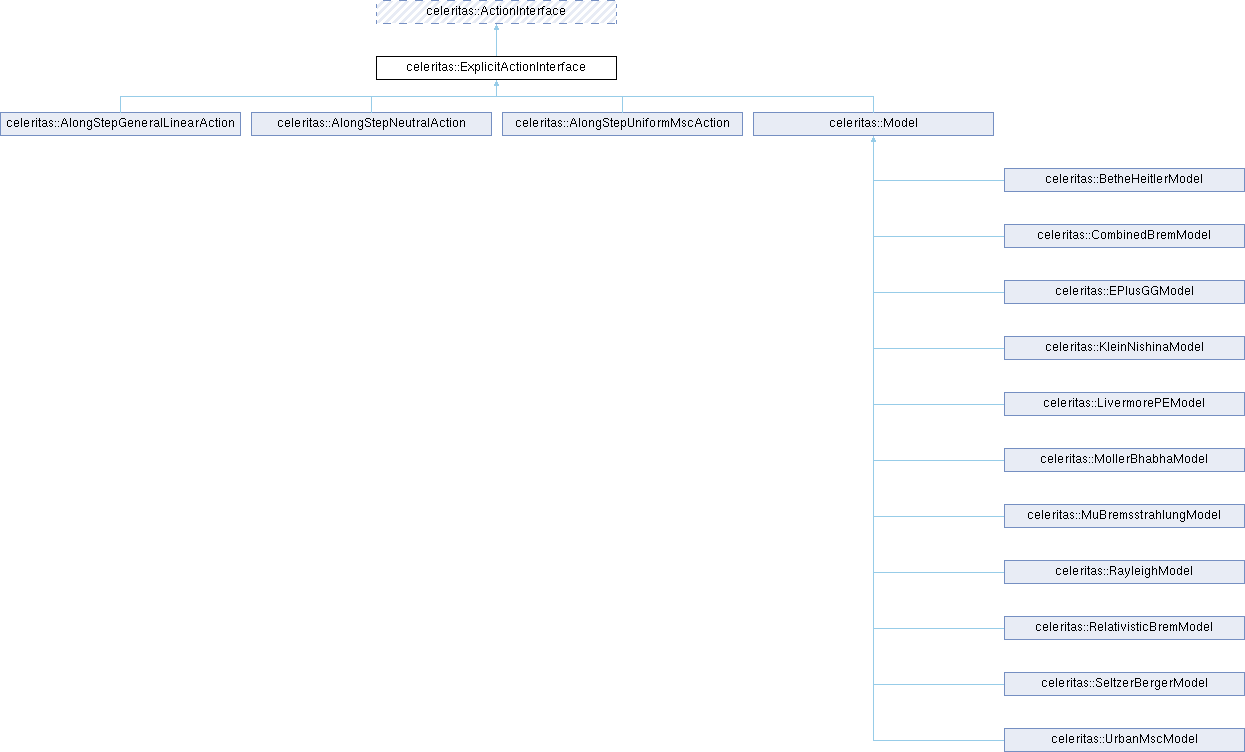 celeritas::ActionInterface
celeritas::ExplicitActionInterface
celeritas::AlongStepGeneralLinearAction
celeritas::AlongStepNeutralAction
celeritas::AlongStepUniformMscAction
celeritas::Model
celeritas::BetheHeitlerModel
celeritas::CombinedBremModel
celeritas::EPlusGGModel
celeritas::KleinNishinaModel
celeritas::LivermorePEModel
celeritas::MollerBhabhaModel
celeritas::MuBremsstrahlungModel
celeritas::RayleighModel
celeritas::RelativisticBremModel
celeritas::SeltzerBergerModel
celeritas::UrbanMscModel